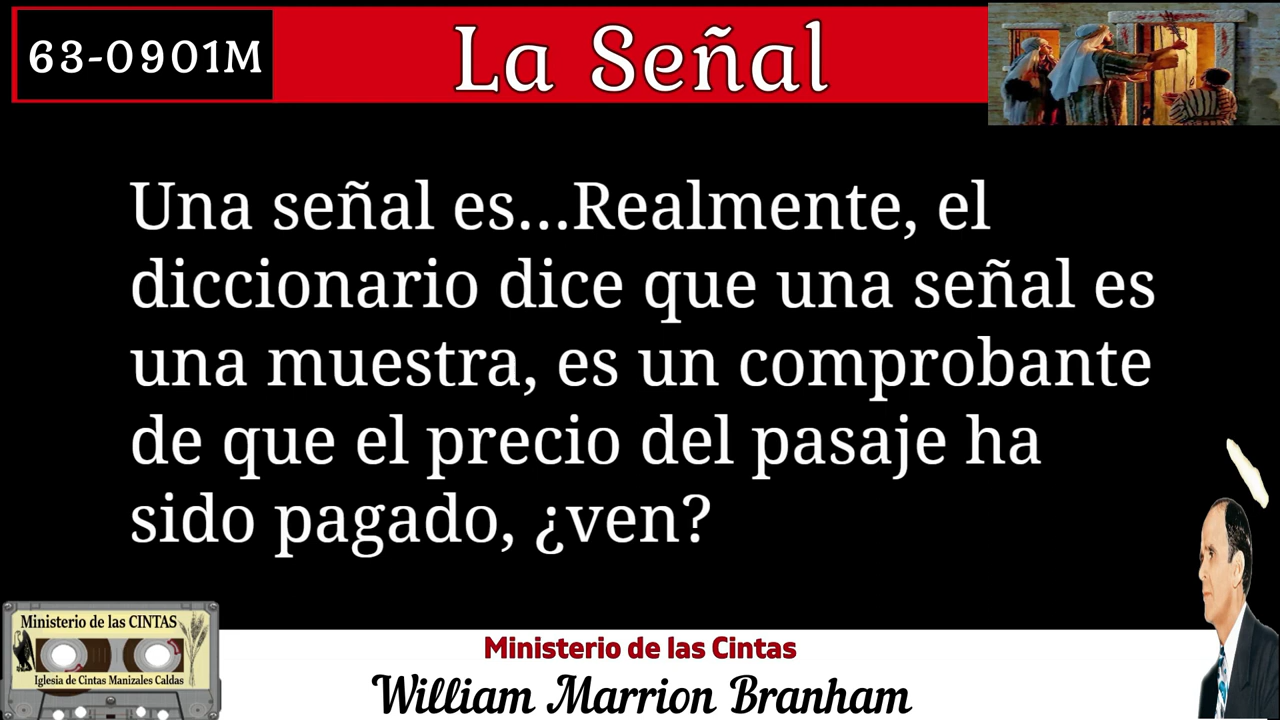 63-0901M
La Señal
Una señal es...Realmente, el
diccionario dice que una señal es
una muestra, es un comprobante
de que el precio del pasaje ha
sido pagado, ¿ven?
Ministerio de las CINTAS
Iglesia de Cintas Manizales Caldas
Ministerio de las Cintas
William Marrion Branham